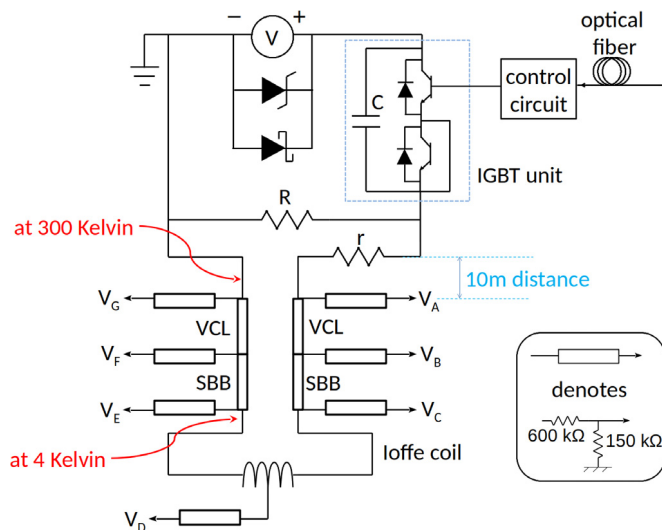 − V +
optical
fiber
control
circuit
C
IGBT unit
R
at 300 Kelvin
r
10m distance
V_G
VCL
VCL
V_A
V_F
V_B
SBB
SBB
V_E
V_C
at 4 Kelvin
Ioffe coil
V_D
denotes
600 kΩ
150 kΩ